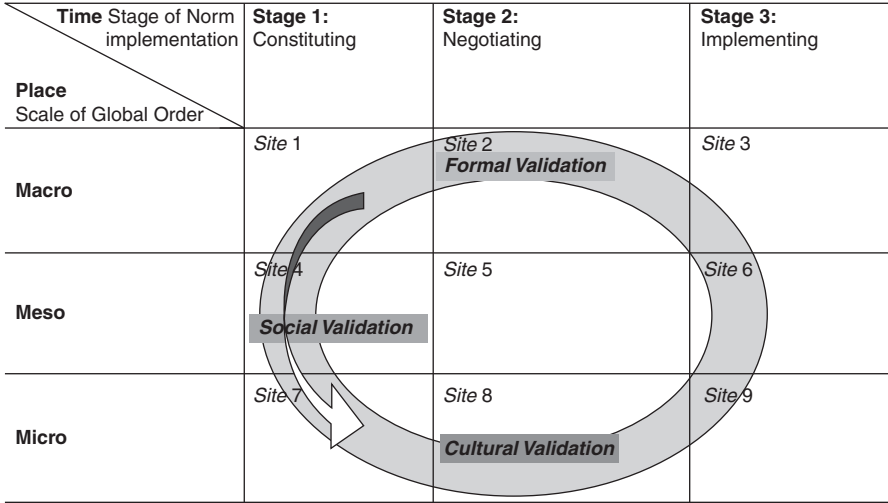 Time Stage of Norm
implementation
Place
Scale of Global Order
Stage 1:
Constituting
Stage 2:
Negotiating
Stage 3:
Implementing
Macro
Site 1
Site 2
Formal Validation
Site 3
Meso
Site 4
Social Validation
Site 5
Site 6
Micro
Site 7
Site 8
Cultural Validation
Site 9